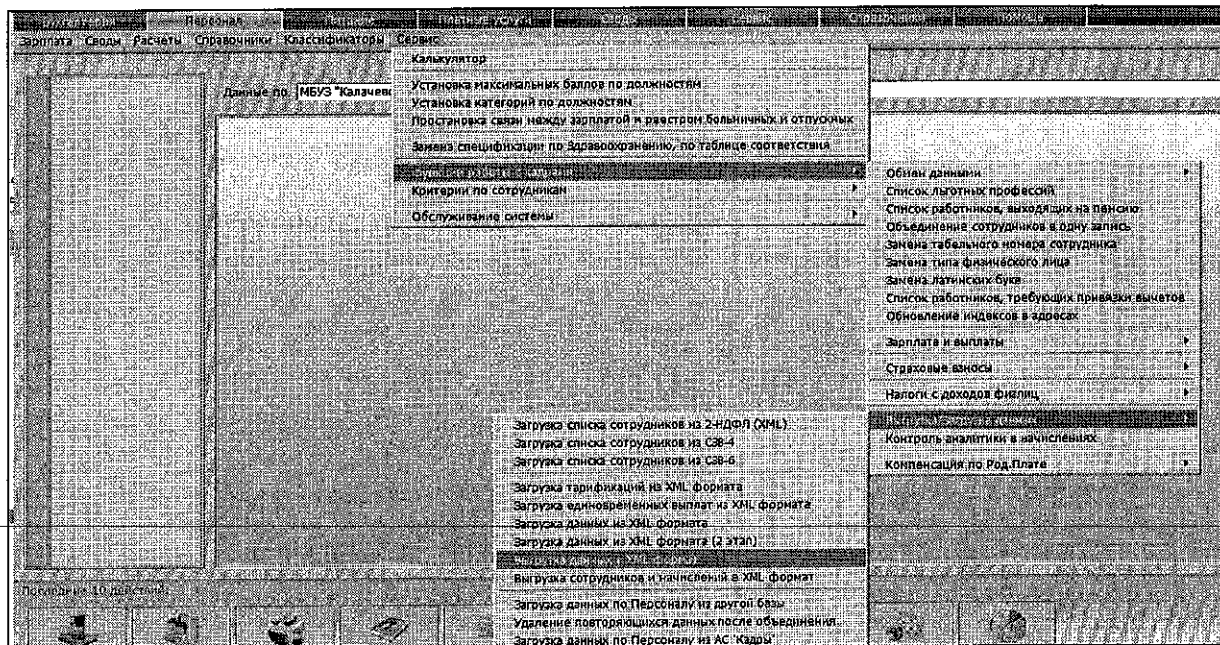 Персонал
Своды
Сервис
Справочники
Помощь
Зарплата Своды Расчеты Справочники Классификаторы Сервис
Данные по МБУЗ "Калачевс
Калькулятор
Установка максимальных баллов по должностям
Установка категорий по должностям
Простановка связи между зарплатой и реестром больничных и отпускных
Замена спецификации по Здравоохранению, по таблице соответствия
Критерии по сотрудникам
Обслуживание системы
Обмен данными
Список льготных профессий
Список работников, выходящих на пенсию
Объединение сотрудников в одну запись
Замена табельного номера сотрудника
Замена типа физического лица
Замена латинских букв
Список работников, требующих привязки вычетов
Обновление индексов в адресах
Зарплата и выплаты
Страховые взносы
Налоги с доходов физлиц
Контроль аналитики в начислениях
Компенсация по Род.Плате
Загрузка списка сотрудников из 2-НДФЛ (XML)
Загрузка списка сотрудников из СЗВ-4
Загрузка списка сотрудников из СЗВ-6
Загрузка тарификаций из XML формата
Загрузка единовременных выплат из XML формата
Загрузка данных из XML формата
Загрузка данных из XML формата (2 этап)
Выгрузка сотрудников и начислений в XML формат
Загрузка данных по Персоналу из другой базы
Удаление повторяющихся данных после объединения
Загрузка данных по Персоналу из АС "Кадры"
Последних 10 действий